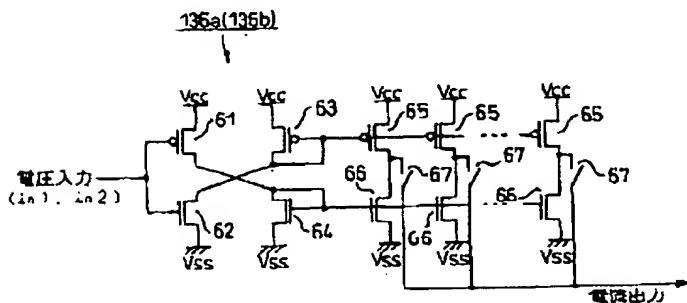 136a(136b)
Vcc
Vcc
Vcc
Vcc
Vcc
61
63
65
65
65
電圧入力
(in1, in2)
66
67
67
67
62
64
66
66
Vss
Vss
Vss
Vss
Vss
電流出力